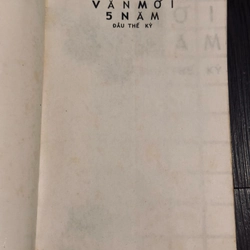 VĂN MỚI
5 NĂM
ĐẦU THẾ KỶ